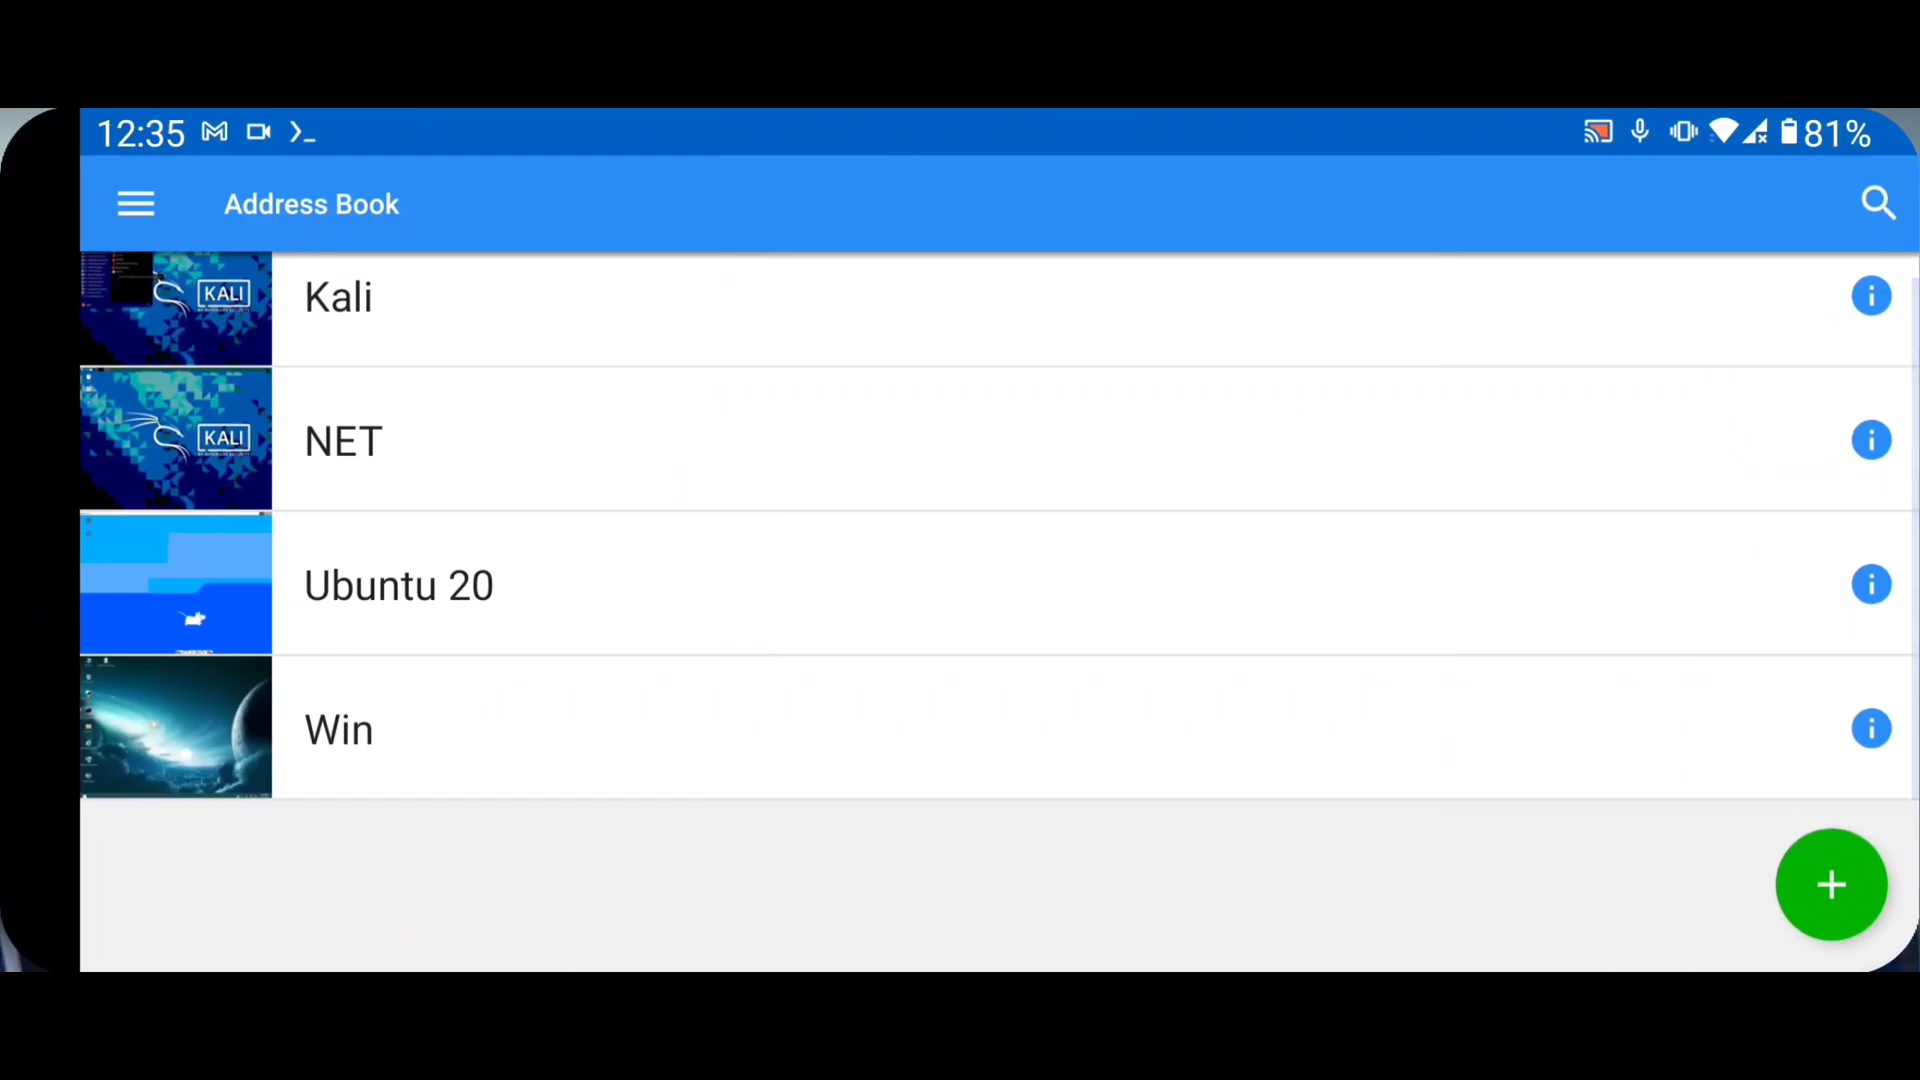 12:35
81%
Address Book
KALI
Kali
KALI
NET
Ubuntu 20
Win